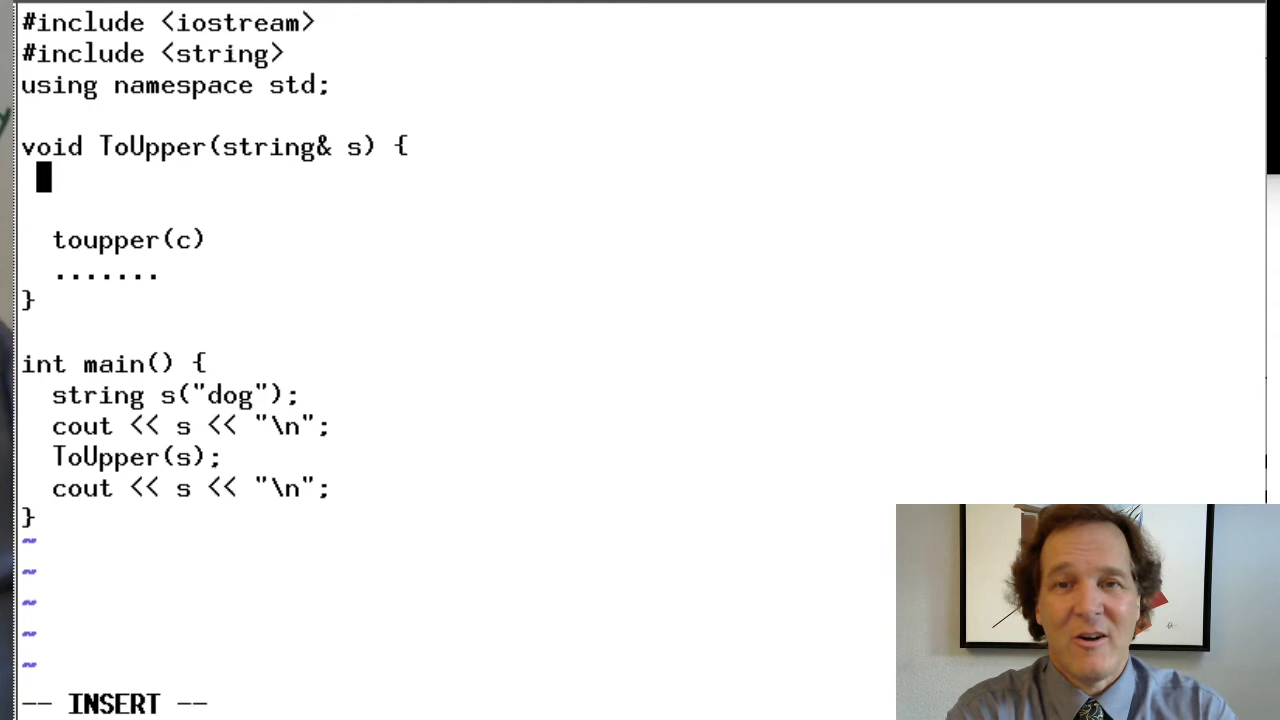 #include <iostream>
#include <string>
using namespace std;
void ToUpper(string& s) {
toupper(c)
.......
}
int main() {
string s("dog");
cout << s << "\n";
ToUpper(s);
cout << s << "\n";
}
~
~
~
~
~
-- INSERT --